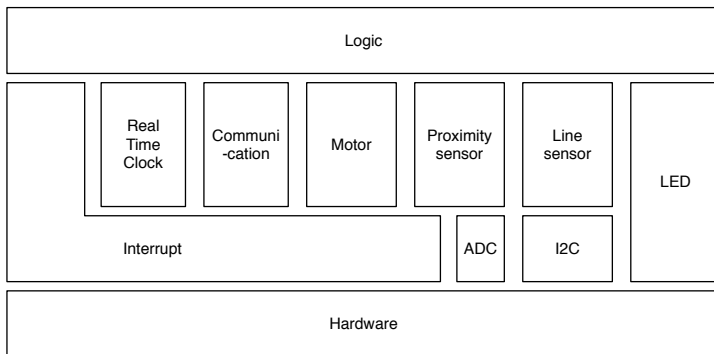 Logic
Real
Time
Clock
Communi
-cation
Motor
Proximity
sensor
Line
sensor
LED
Interrupt
ADC
I2C
Hardware